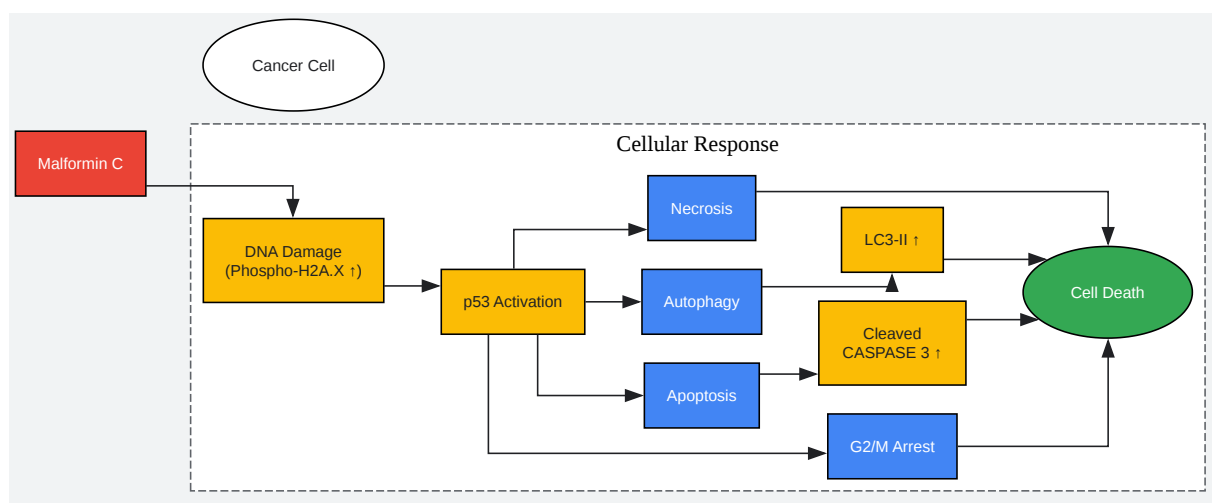 Cancer Cell
Malformin C
Cellular Response
DNA Damage
(Phospho-H2A.X ↑)
p53 Activation
Necrosis
Autophagy
Apoptosis
LC3-II ↑
Cleaved
CASPASE 3 ↑
G2/M Arrest
Cell Death